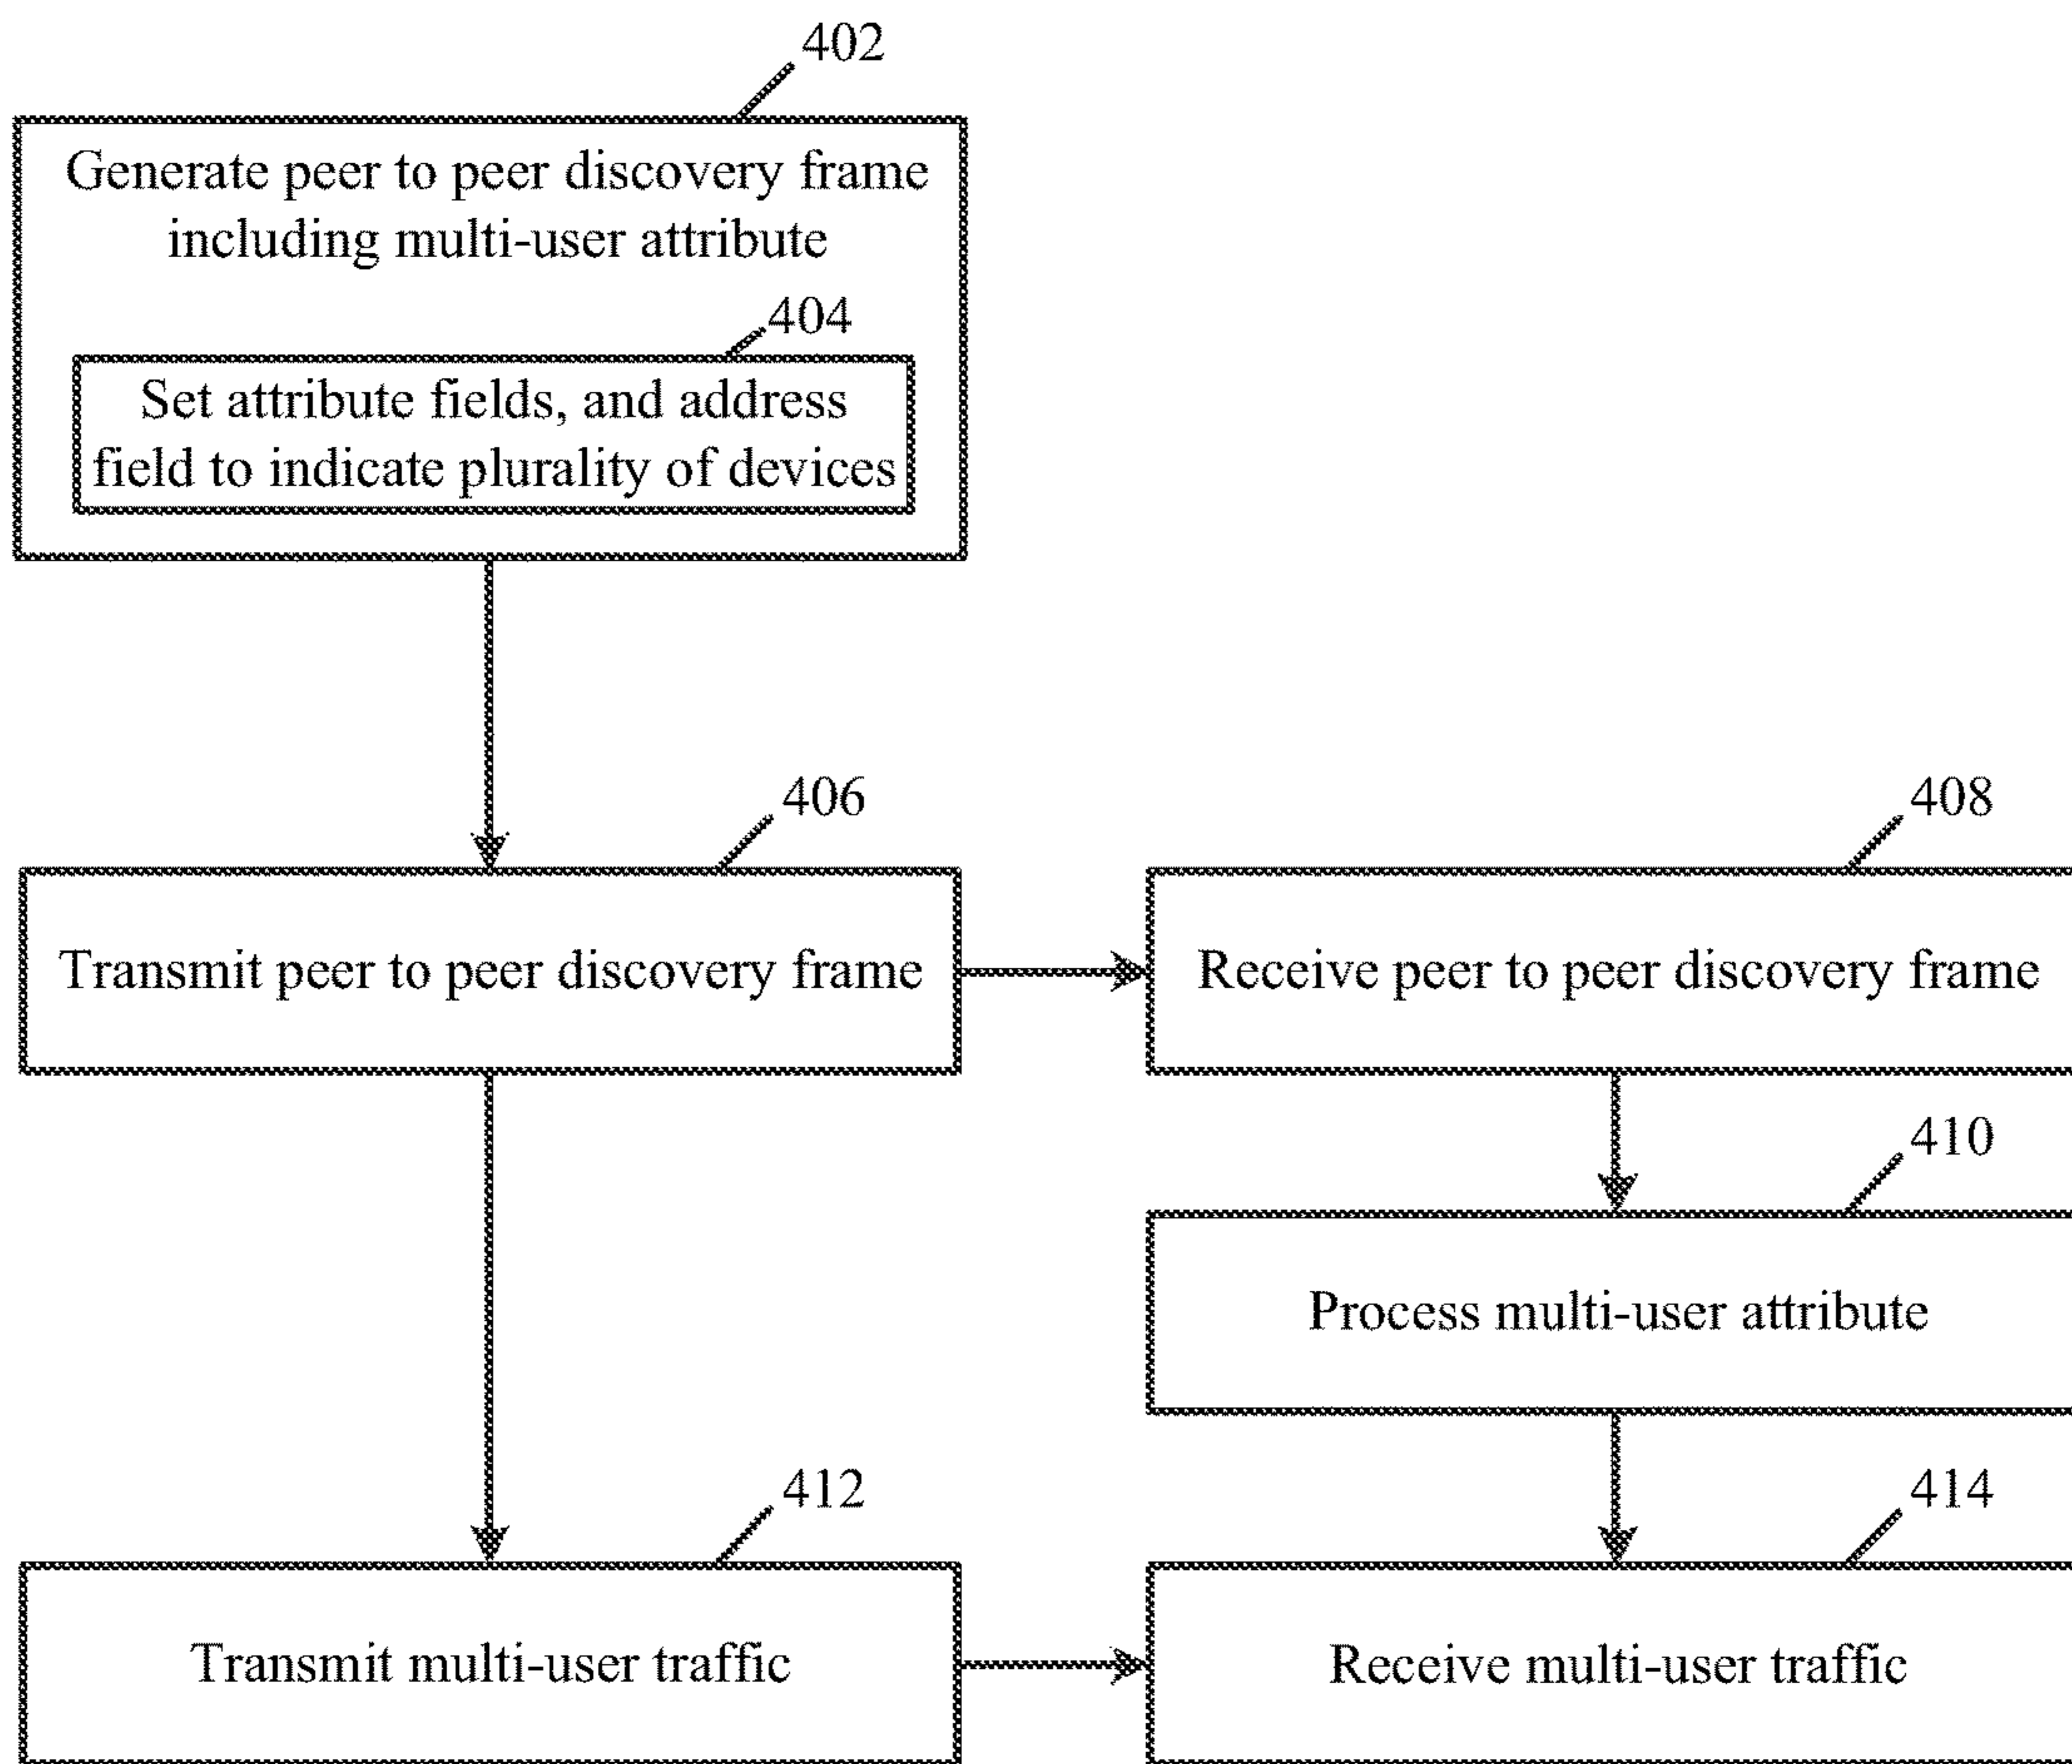 402
Generate peer to peer discovery frame
including multi-user attribute
404
Set attribute fields, and address
field to indicate plurality of devices
406
Transmit peer to peer discovery frame
408
Receive peer to peer discovery frame
410
Process multi-user attribute
412
Transmit multi-user traffic
414
Receive multi-user traffic